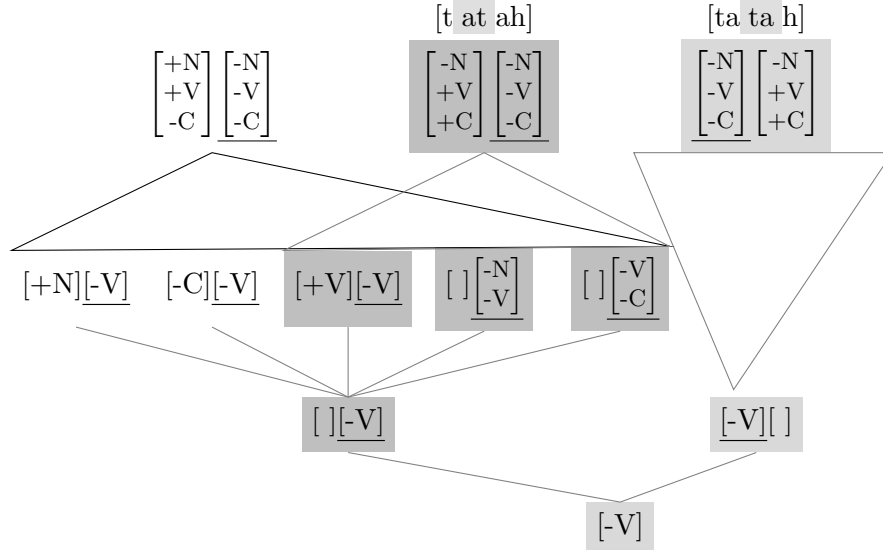 [t at ah] [ta ta h]
[+N +V -C] [-N -V -C] [-N +V +C] [-N -V -C] [-N -V -C] [-N +V +C]
[+N][-V] [-C][-V] [+V][-V] [ ][-N -V] [ ][-V -C]
[ ][-V] [-V][ ]
[-V]